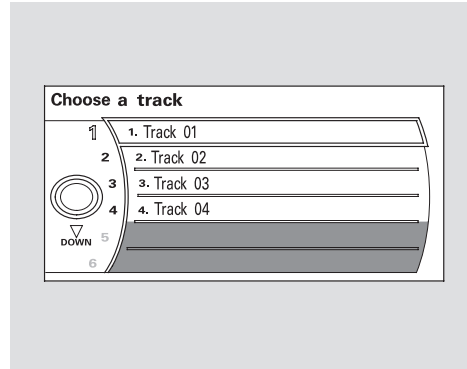 Choose a track
1 1. Track 01
2 2. Track 02
3 3. Track 03
4 4. Track 04
DOWN 5
6